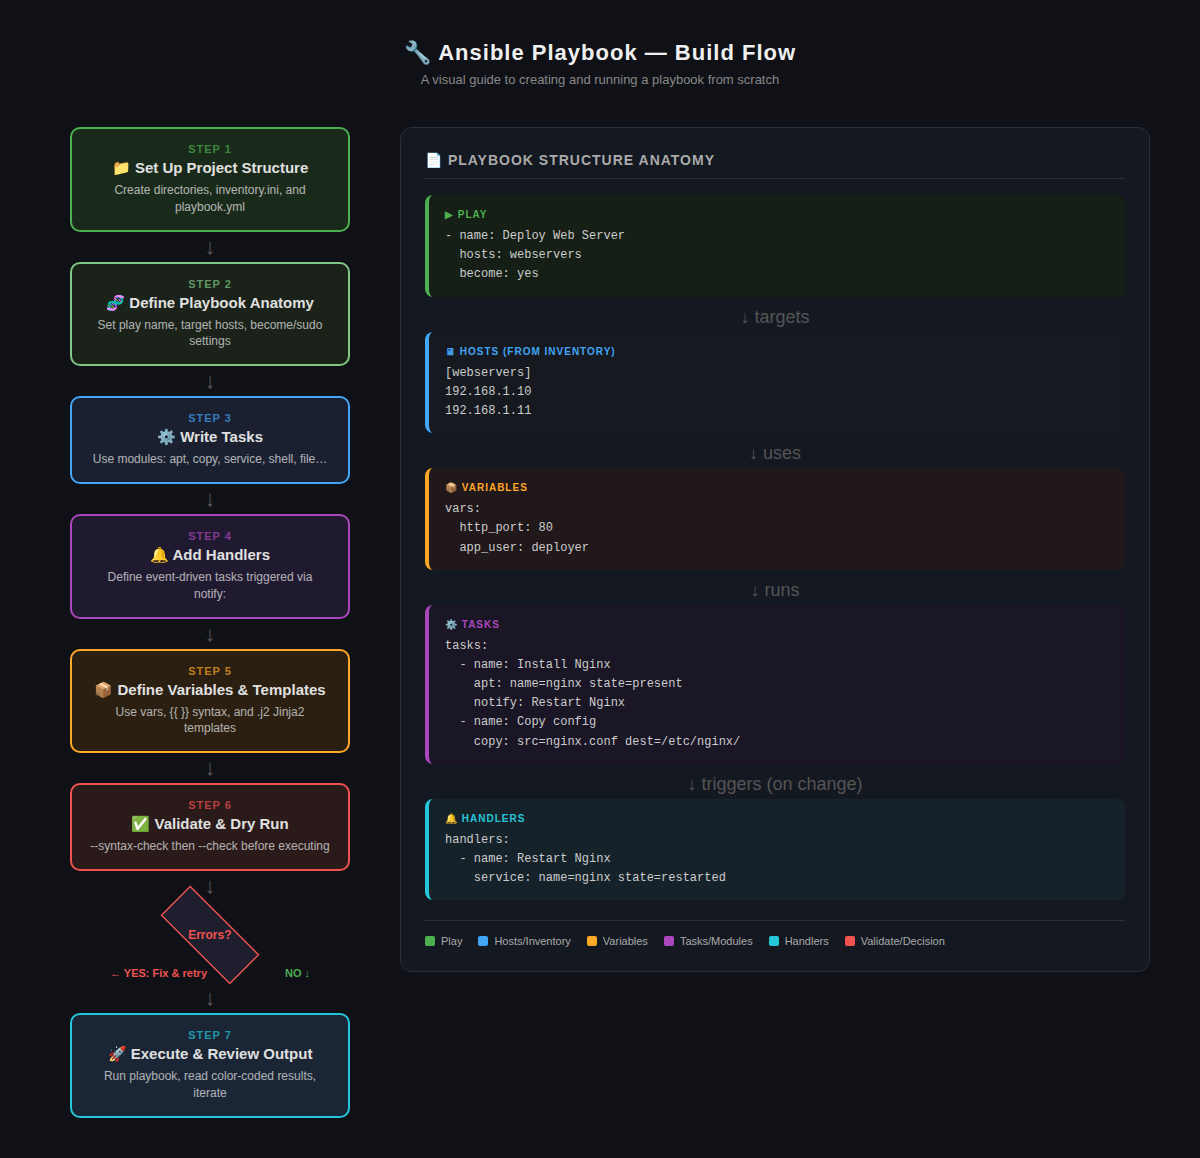 🔧 Ansible Playbook — Build Flow
A visual guide to creating and running a playbook from scratch
STEP 1
📁 Set Up Project Structure
Create directories, inventory.ini, and
playbook.yml
↓
STEP 2
🧬 Define Playbook Anatomy
Set play name, target hosts, become/sudo
settings
↓
STEP 3
⚙️ Write Tasks
Use modules: apt, copy, service, shell, file…
↓
STEP 4
🔔 Add Handlers
Define event-driven tasks triggered via
notify:
↓
STEP 5
📦 Define Variables & Templates
Use vars, {{ }} syntax, and .j2 Jinja2
templates
↓
STEP 6
✅ Validate & Dry Run
--syntax-check then --check before executing
↓
Errors?
← YES: Fix & retry
NO ↓
↓
STEP 7
🚀 Execute & Review Output
Run playbook, read color-coded results,
iterate
📄 PLAYBOOK STRUCTURE ANATOMY
▶ PLAY
- name: Deploy Web Server
  hosts: webservers
  become: yes
↓ targets
🖥 HOSTS (FROM INVENTORY)
[webservers]
192.168.1.10
192.168.1.11
↓ uses
📦 VARIABLES
vars:
  http_port: 80
  app_user: deployer
↓ runs
⚙️ TASKS
tasks:
  - name: Install Nginx
    apt: name=nginx state=present
    notify: Restart Nginx
  - name: Copy config
    copy: src=nginx.conf dest=/etc/nginx/
↓ triggers (on change)
🔔 HANDLERS
handlers:
  - name: Restart Nginx
    service: name=nginx state=restarted
Play
Hosts/Inventory
Variables
Tasks/Modules
Handlers
Validate/Decision